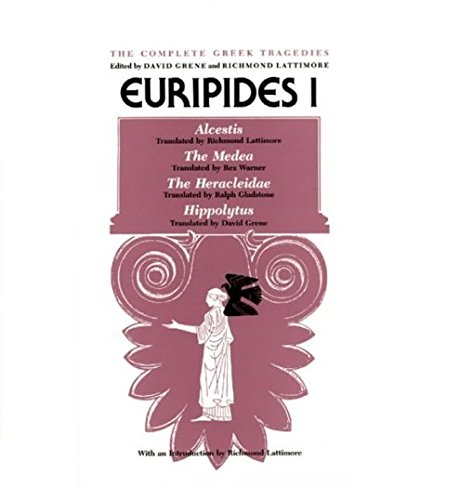 THE COMPLETE GREEK TRAGEDIES
Edited by DAVID GRENE and RICHMOND LATTIMORE
EURIPIDES I
Alcestis
Translated by Richmond Lattimore
The Medea
Translated by Rex Warner
The Heracleidae
Translated by Ralph Gladstone
Hippolytus
Translated by David Grene
With an Introduction by Richmond Lattimore